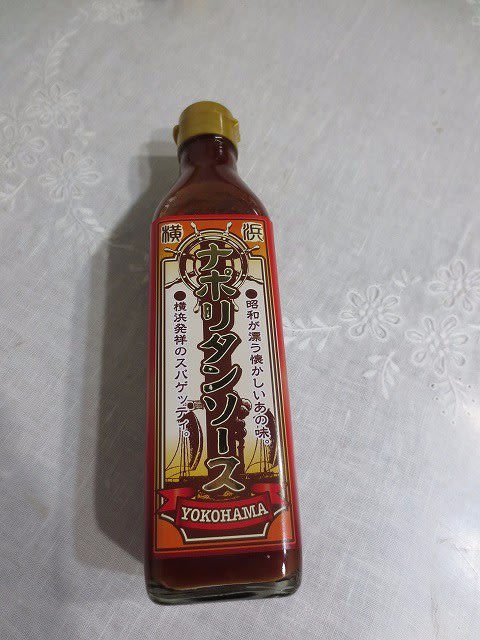 横浜
ナポリタンソース
●昭和が漂う懐かしいあの味。
●横浜発祥のスパゲッティ。
YOKOHAMA